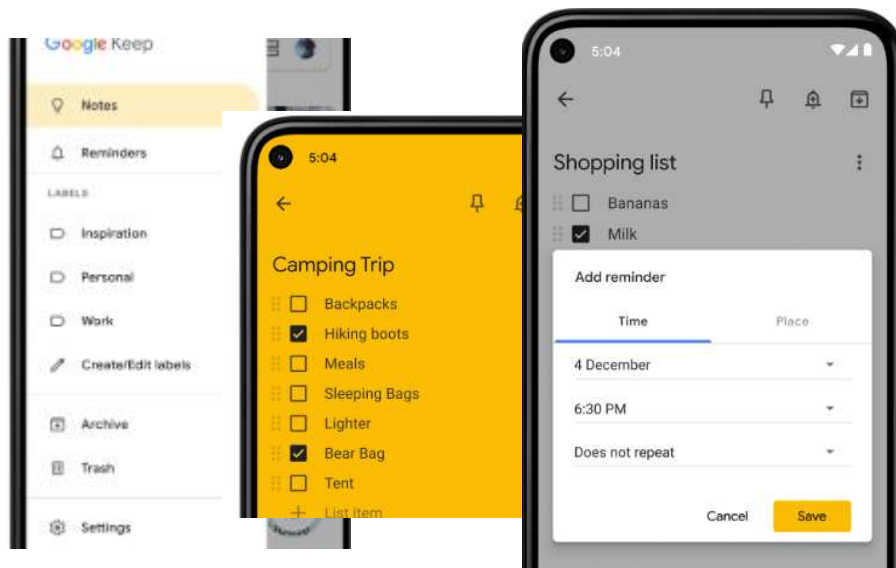 Google Keep
Notes
Reminders
LABELS
Inspiration
Personal
Work
Create/Edit labels
Archive
Trash
Settings
5:04
Camping Trip
Backpacks
Hiking boots
Meals
Sleeping Bags
Lighter
Bear Bag
Tent
List item
5:04
Shopping list
Bananas
Milk
Add reminder
Time
Place
4 December
6:30 PM
Does not repeat
Cancel
Save